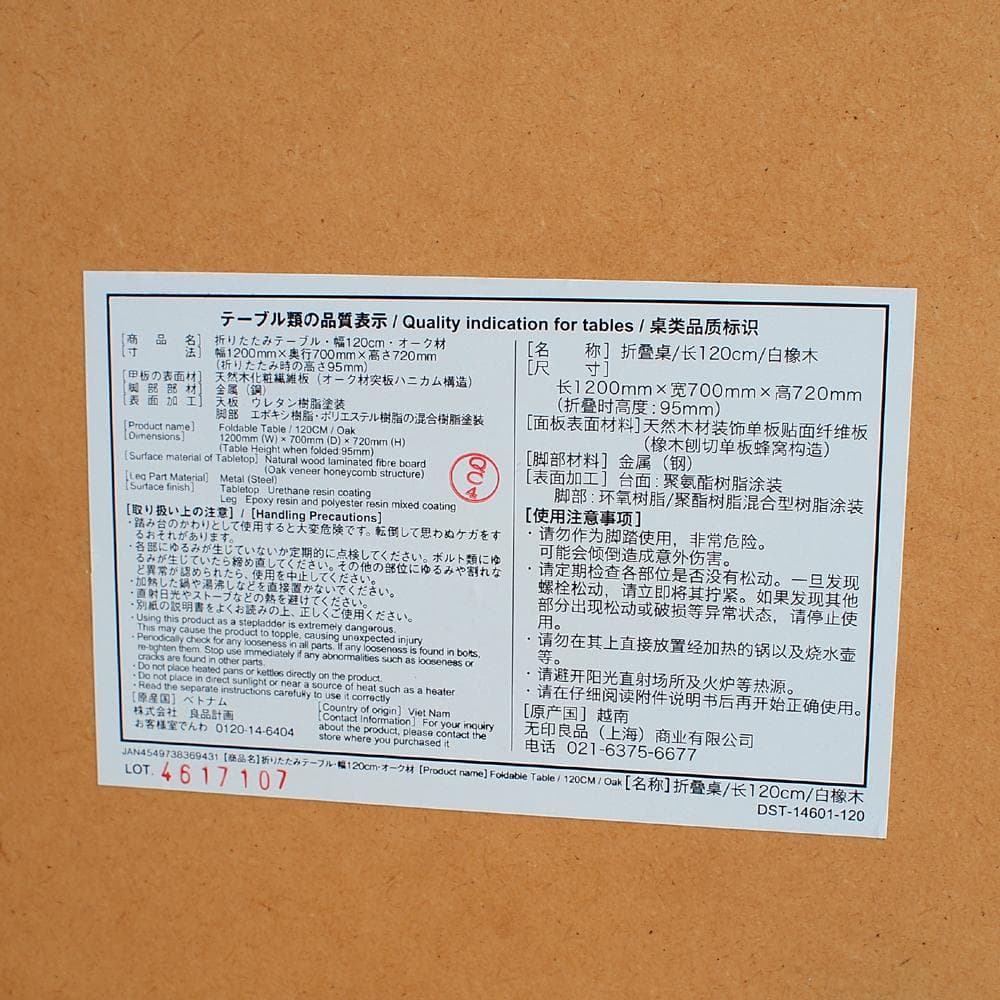 テーブル類の品質表示 / Quality indication for tables / 桌类品质标识
[商品名] 折りたたみテーブル・幅120cm・オーク材
[寸法] 幅1200mm×奥行700mm×高さ720mm
(折りたたみ時の高さ95mm)
[甲板の表面材] 天然木化粧繊維板(オーク材突板ハニカム構造)
[脚部部材] 金属(鋼)
[表面加工] 天板 ウレタン樹脂塗装
脚部 エポキシ樹脂・ポリエステル樹脂の混合樹脂塗装
[Product name] Foldable Table / 120CM / Oak
[Dimensions] 1200mm (W) × 700mm (D) × 720mm (H)
(Table Height when folded:95mm)
[Surface material of Tabletop] Natural wood laminated fibre board
(Oak veneer honeycomb structure)
[Leg Part Material] Metal (Steel)
[Surface finish] Tabletop Urethane resin coating
Leg Epoxy resin and polyester resin mixed coating
QC4
[取り扱い上の注意] / [Handling Precautions]
・踏み台のかわりとして使用すると大変危険です。転倒して思わぬケガをす
るおそれがあります。
・各部にゆるみが生じていないか定期的に点検してください。ボルト類にゆ
るみが生じていたら締め直してください。その他の部位にゆるみや割れな
ど異常が認められたら、使用を中止してください。
・加熱した鍋や湯沸しなどを直接置かないでください。
・直射日光やストーブなどの熱を避けてください。
・別紙の説明書をよくお読みの上、正しくご使用ください。
・Using this product as a stepladder is extremely dangerous.
This may cause the product to topple, causing unexpected injury
・Periodically check for any looseness in all parts. If any looseness is found in bolts,
re-tighten them. Stop use immediately if any abnormalities such as looseness or
cracks are found in other parts.
・Do not place heated pans or kettles directly on the product.
・Do not place in direct sunlight or near a source of heat such as a heater
・Read the separate instructions carefully to use it correctly
[原産国] ベトナム
株式会社 良品計画
お客様室でんわ 0120-14-6404
[Country of origin] Viet Nam
[Contact Information] For your inquiry
about the product, please contact the
store where you purchased it
[名称] 折叠桌/长120cm/白橡木
[尺寸]
长1200mm×宽700mm×高720mm
(折叠时高度:95mm)
[面板表面材料]天然木材装饰单板贴面纤维板
(橡木刨切单板蜂窝构造)
[脚部材料] 金属(钢)
[表面加工] 台面:聚氨酯树脂涂装
脚部:环氧树脂/聚酯树脂混合型树脂涂装
[使用注意事项]
・请勿作为脚踏使用,非常危险。
可能会倾倒造成意外伤害。
・请定期检查各部位是否没有松动。一旦发现
螺栓松动,请立即将其拧紧。如果发现其他
部分出现松动或破损等异常状态,请停止使
用。
・请勿在其上直接放置经加热的锅以及烧水壶
等。
・请避开阳光直射场所及火炉等热源。
・请在仔细阅读附件说明书后再开始正确使用。
[原产国] 越南
无印良品(上海)商业有限公司
电话 021-6375-6677
JAN4549738369431 [商品名]折りたたみテーブル・幅120cm・オーク材 [Product name] Foldable Table / 120CM / Oak [名称]折叠桌/长120cm/白橡木
LOT. 4617107
DST-14601-120